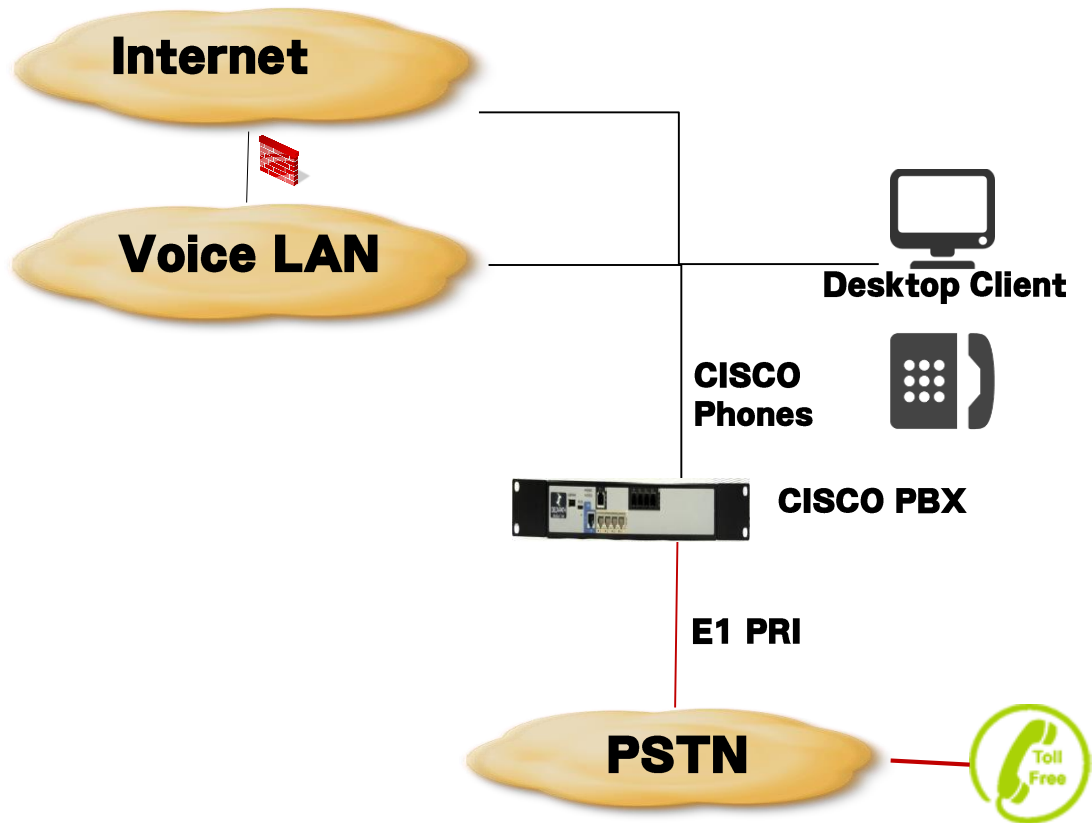 Internet
Voice LAN
Desktop Client
CISCO
Phones
CISCO PBX
E1 PRI
PSTN
Toll
Free